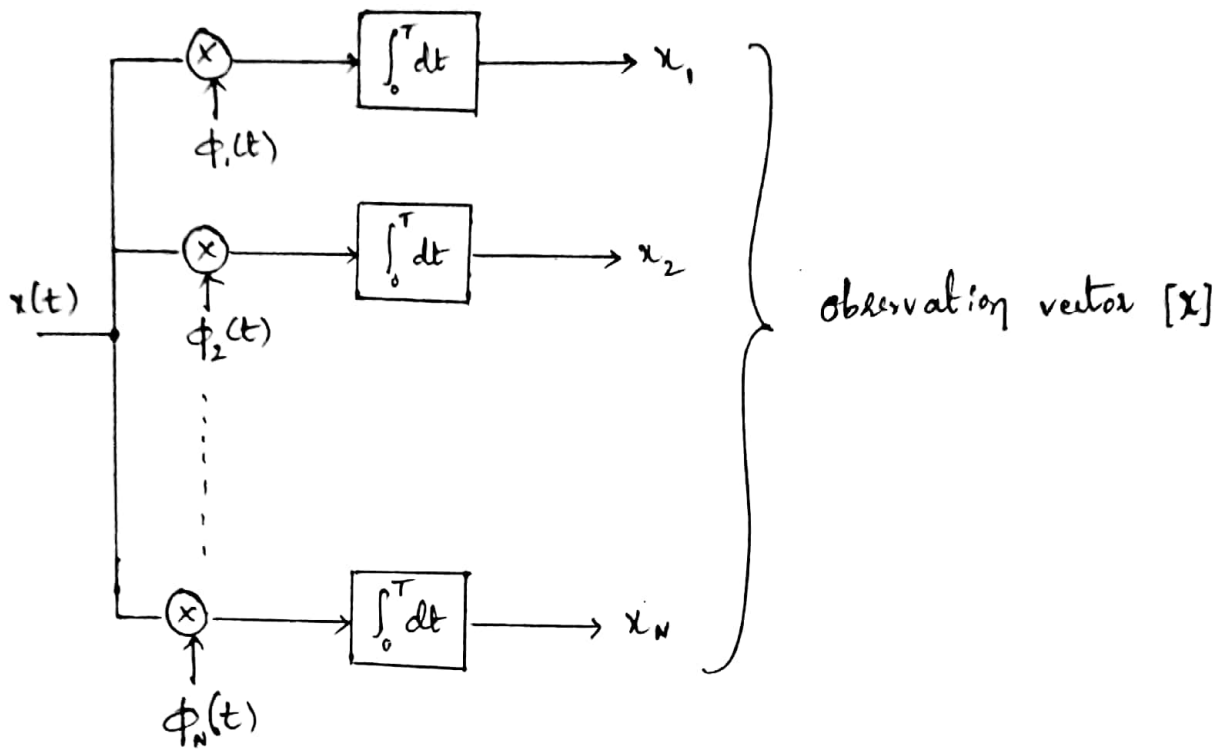 × ∫₀ᵀ dt x₁
ϕ₁(t)
× ∫₀ᵀ dt x₂
x(t)
ϕ₂(t)
observation vector [x]
× ∫₀ᵀ dt x_N
ϕ_N(t)